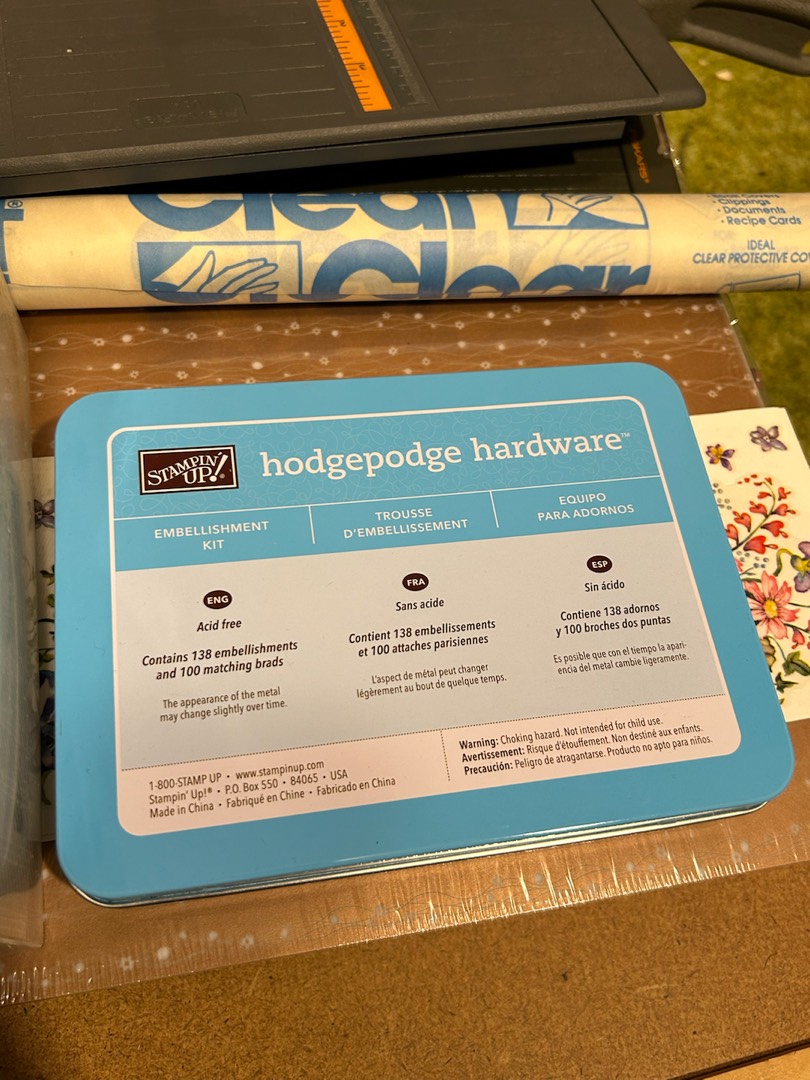 2
2
KARS®
®
Clear
Clear
• Book Covers
• Clippings
• Documents
• Recipe Cards
IDEAL
CLEAR PROTECTIVE COV
STAMPIN'
UP!®
hodgepodge hardware™
EMBELLISHMENT
KIT
TROUSSE
D'EMBELLISSEMENT
EQUIPO
PARA ADORNOS
ENG
Acid free
Contains 138 embellishments
and 100 matching brads
The appearance of the metal
may change slightly over time.
FRA
Sans acide
Contient 138 embellissements
et 100 attaches parisiennes
L'aspect de métal peut changer
légèrement au bout de quelque temps.
ESP
Sin ácido
Contiene 138 adornos
y 100 broches dos puntas
Es posible que con el tiempo la apari-
encia del metal cambie ligeramente.
1-800-STAMP UP • www.stampinup.com
Stampin' Up!® • P.O. Box 550 • 84065 • USA
Made in China • Fabriqué en Chine • Fabricado en China
Warning: Choking hazard. Not intended for child use.
Avertissement: Risque d'étouffement. Non destiné aux enfants.
Precaución: Peligro de atragantarse. Producto no apto para niños.